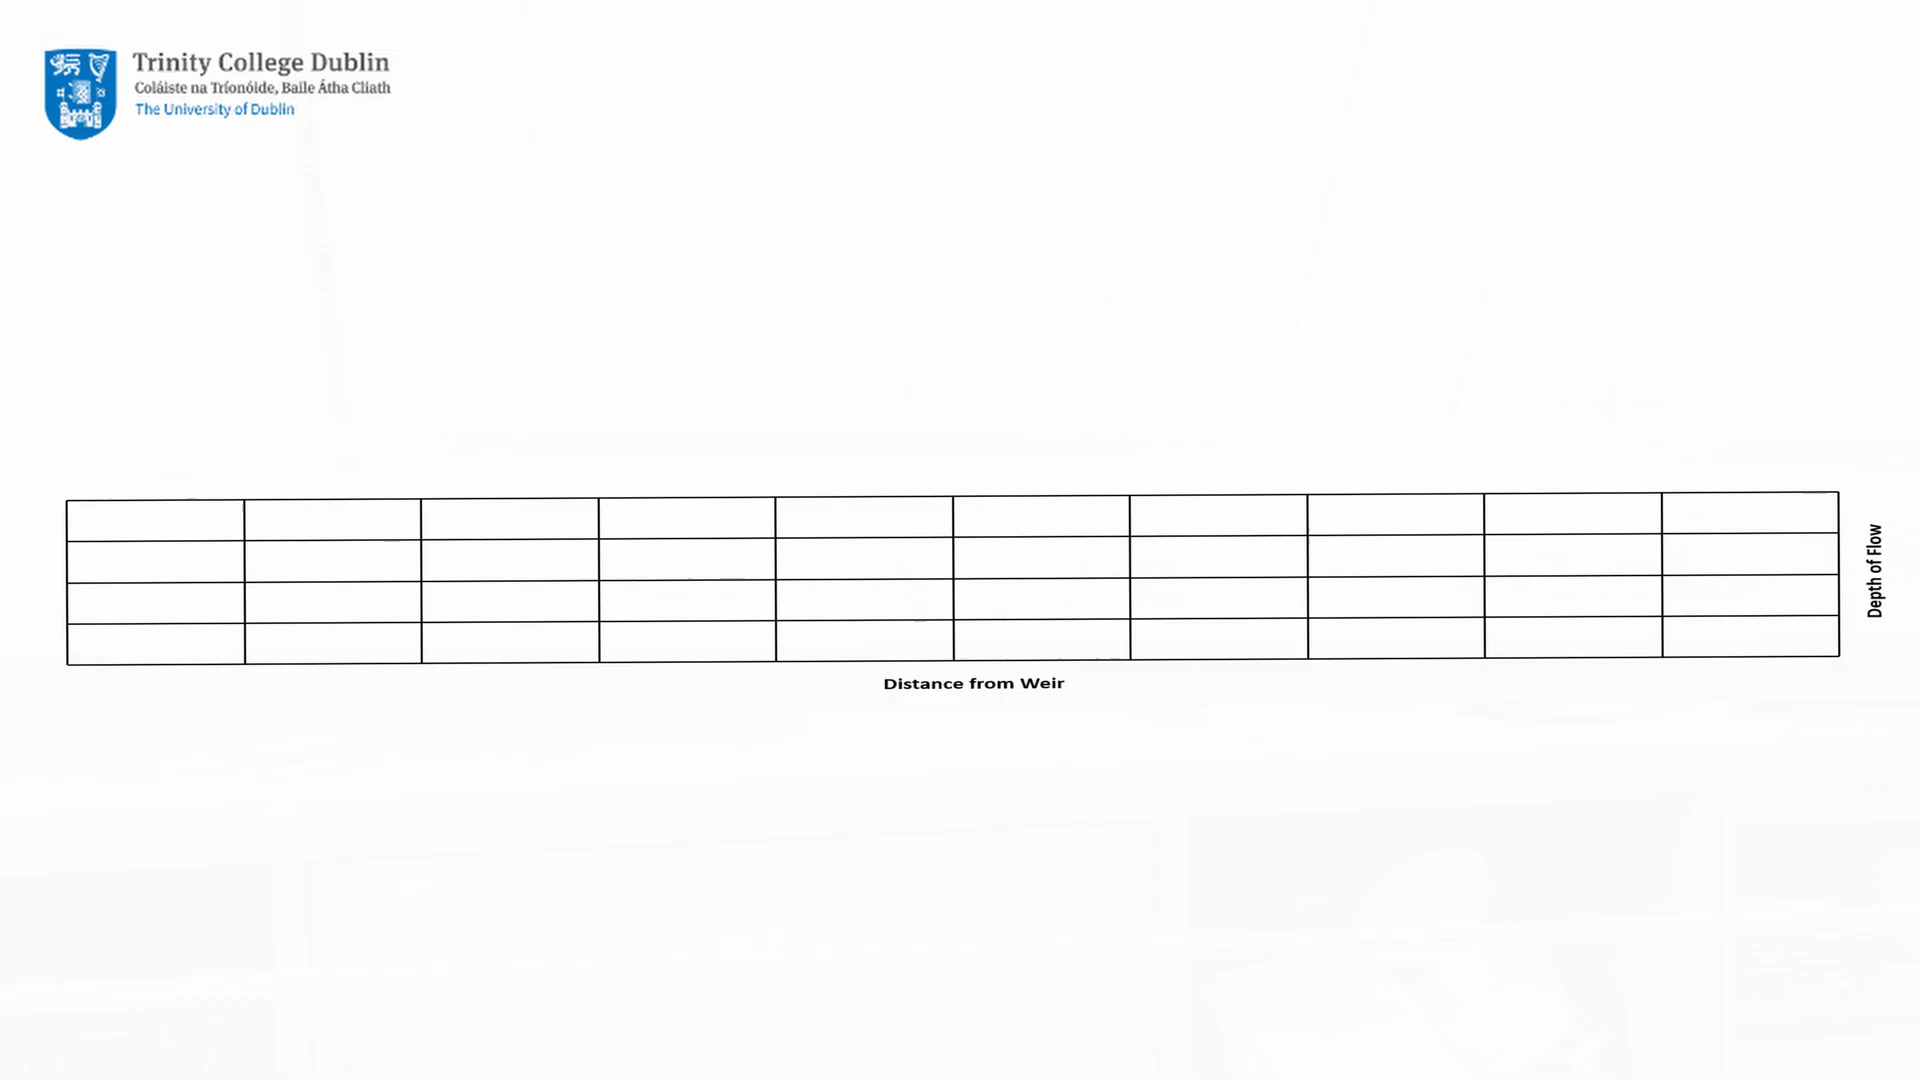 Trinity College Dublin
Coláiste na Tríonóide, Baile Átha Cliath
The University of Dublin
Depth of Flow
Distance from Weir